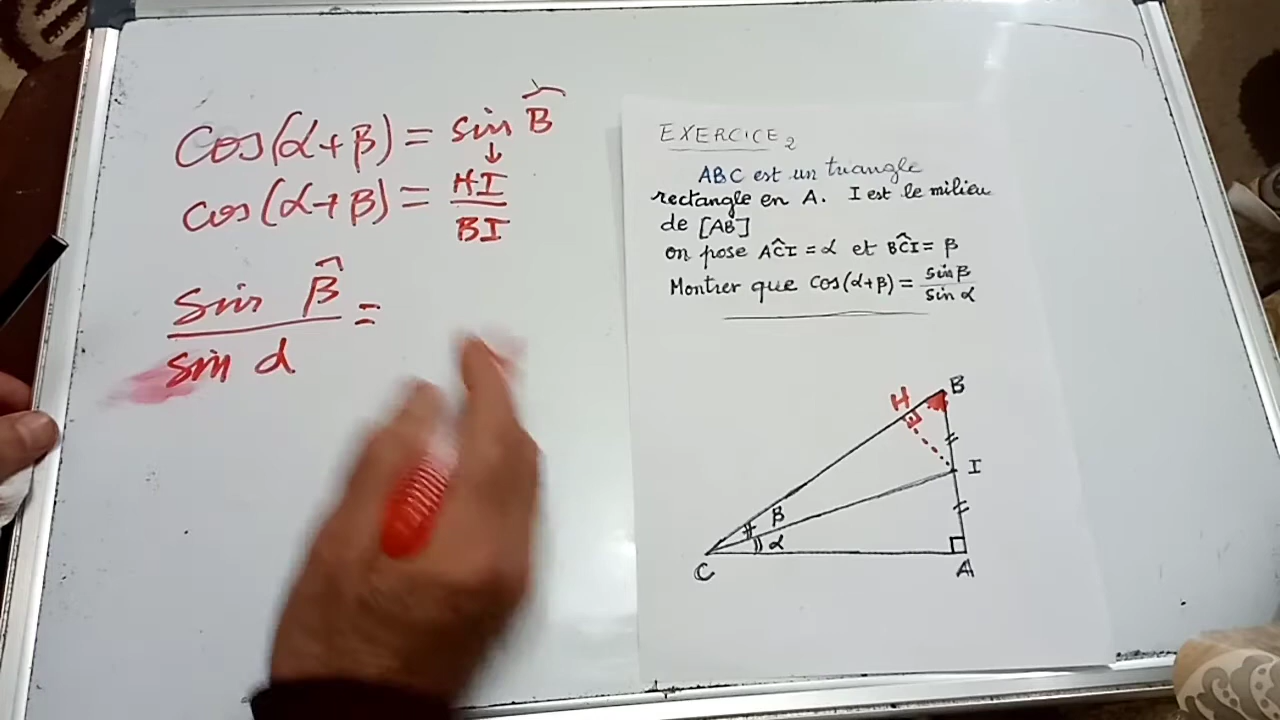 cos(α+β) = sin B̂
↓
cos(α+β) = HI/BI
sin β̂ / sin α =
EXERCICE 2
ABC est un triangle
rectangle en A. I est le milieu
de [AB]
on pose AĈI = α et BĈI = β
Montrer que cos(α+β) = sinβ / sin α
H
B
I
β
α
C
A